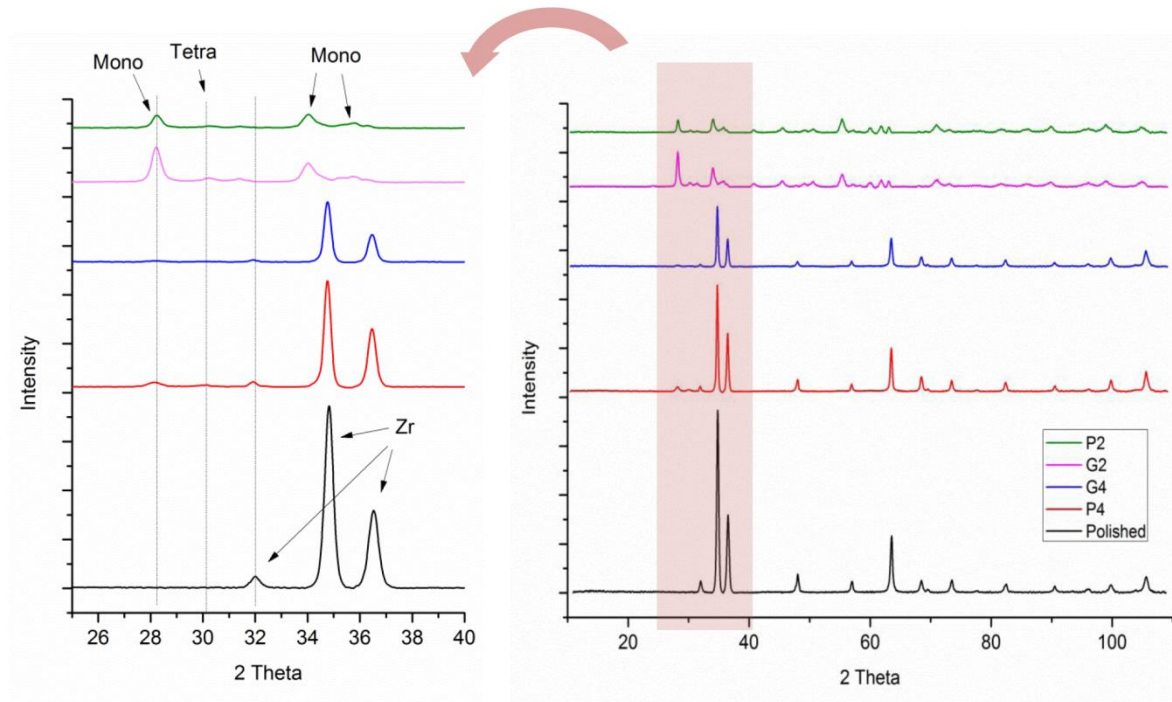 Mono
Tetra
Mono
Zr
Intensity
26 28 30 32 34 36 38 40
2 Theta
Intensity
P2
G2
G4
P4
Polished
20 40 60 80 100
2 Theta